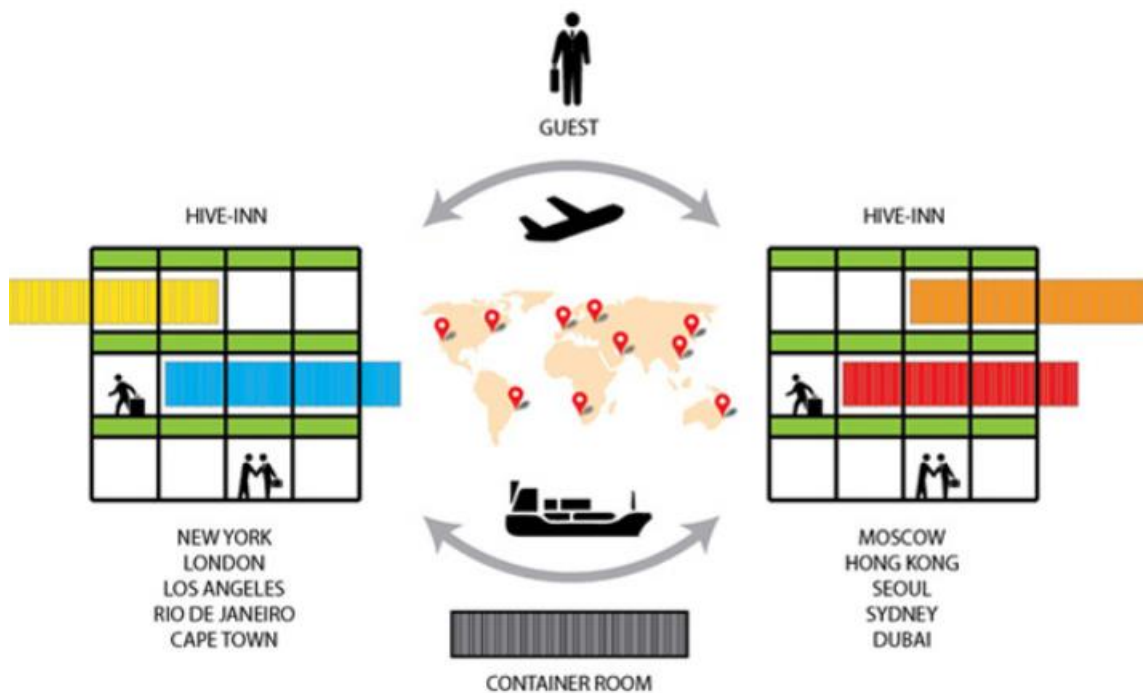 GUEST
HIVE-INN
HIVE-INN
NEW YORK
LONDON
LOS ANGELES
RIO DE JANEIRO
CAPE TOWN
MOSCOW
HONG KONG
SEOUL
SYDNEY
DUBAI
CONTAINER ROOM